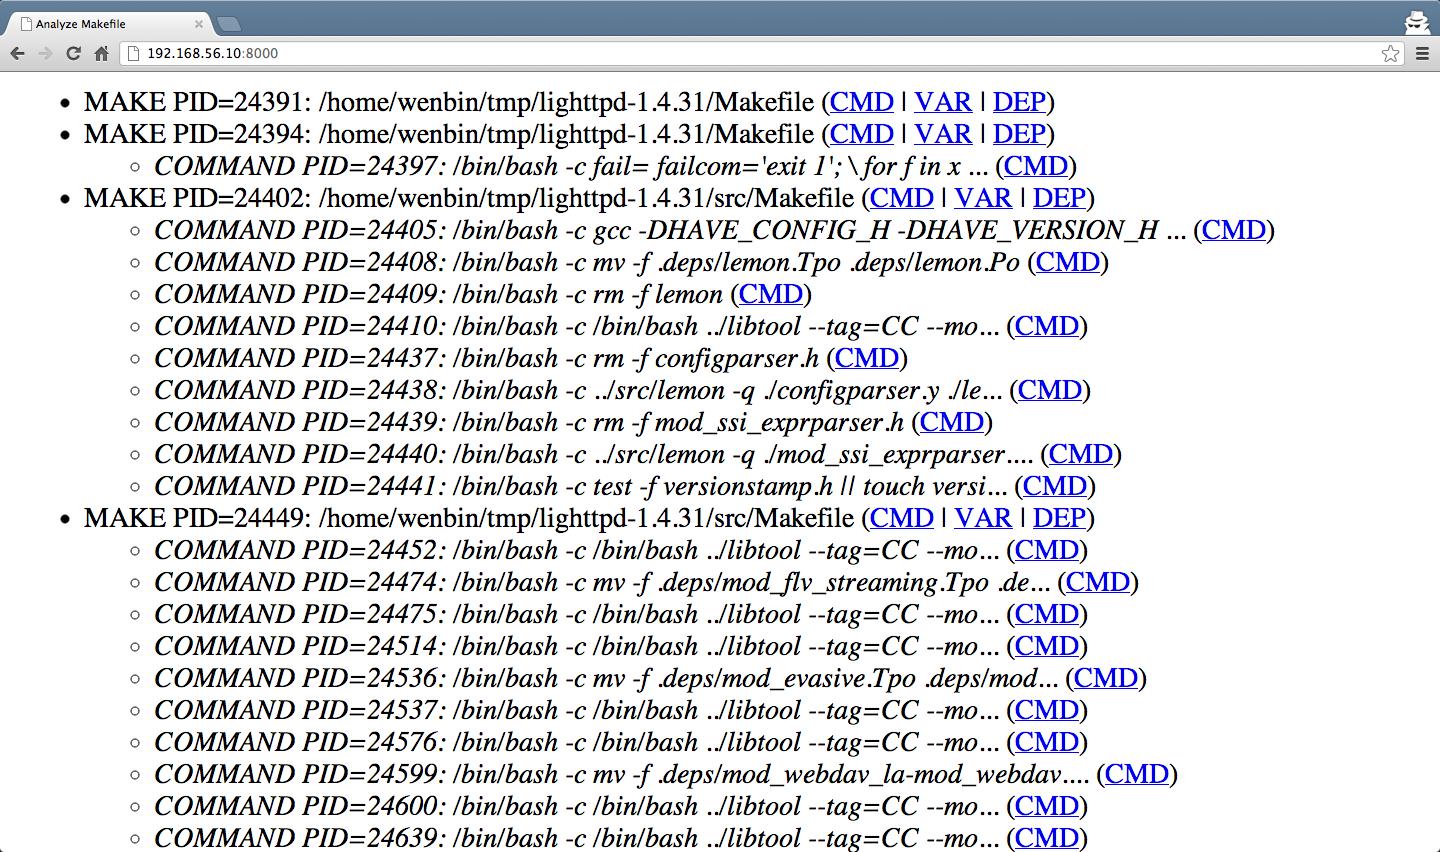 Analyze Makefile
192.168.56.10:8000
• MAKE PID=24391: /home/wenbin/tmp/lighttpd-1.4.31/Makefile (CMD | VAR | DEP)
• MAKE PID=24394: /home/wenbin/tmp/lighttpd-1.4.31/Makefile (CMD | VAR | DEP)
◦ COMMAND PID=24397: /bin/bash -c fail= failcom='exit 1'; \ for f in x ... (CMD)
• MAKE PID=24402: /home/wenbin/tmp/lighttpd-1.4.31/src/Makefile (CMD | VAR | DEP)
◦ COMMAND PID=24405: /bin/bash -c gcc -DHAVE_CONFIG_H -DHAVE_VERSION_H ... (CMD)
◦ COMMAND PID=24408: /bin/bash -c mv -f .deps/lemon.Tpo .deps/lemon.Po (CMD)
◦ COMMAND PID=24409: /bin/bash -c rm -f lemon (CMD)
◦ COMMAND PID=24410: /bin/bash -c /bin/bash ../libtool --tag=CC --mo... (CMD)
◦ COMMAND PID=24437: /bin/bash -c rm -f configparser.h (CMD)
◦ COMMAND PID=24438: /bin/bash -c ../src/lemon -q ./configparser.y ./le... (CMD)
◦ COMMAND PID=24439: /bin/bash -c rm -f mod_ssi_exprparser.h (CMD)
◦ COMMAND PID=24440: /bin/bash -c ../src/lemon -q ./mod_ssi_exprparser.... (CMD)
◦ COMMAND PID=24441: /bin/bash -c test -f versionstamp.h || touch versi... (CMD)
• MAKE PID=24449: /home/wenbin/tmp/lighttpd-1.4.31/src/Makefile (CMD | VAR | DEP)
◦ COMMAND PID=24452: /bin/bash -c /bin/bash ../libtool --tag=CC --mo... (CMD)
◦ COMMAND PID=24474: /bin/bash -c mv -f .deps/mod_flv_streaming.Tpo .de... (CMD)
◦ COMMAND PID=24475: /bin/bash -c /bin/bash ../libtool --tag=CC --mo... (CMD)
◦ COMMAND PID=24514: /bin/bash -c /bin/bash ../libtool --tag=CC --mo... (CMD)
◦ COMMAND PID=24536: /bin/bash -c mv -f .deps/mod_evasive.Tpo .deps/mod... (CMD)
◦ COMMAND PID=24537: /bin/bash -c /bin/bash ../libtool --tag=CC --mo... (CMD)
◦ COMMAND PID=24576: /bin/bash -c /bin/bash ../libtool --tag=CC --mo... (CMD)
◦ COMMAND PID=24599: /bin/bash -c mv -f .deps/mod_webdav_la-mod_webdav.... (CMD)
◦ COMMAND PID=24600: /bin/bash -c /bin/bash ../libtool --tag=CC --mo... (CMD)
◦ COMMAND PID=24639: /bin/bash -c /bin/bash ../libtool --tag=CC --mo... (CMD)